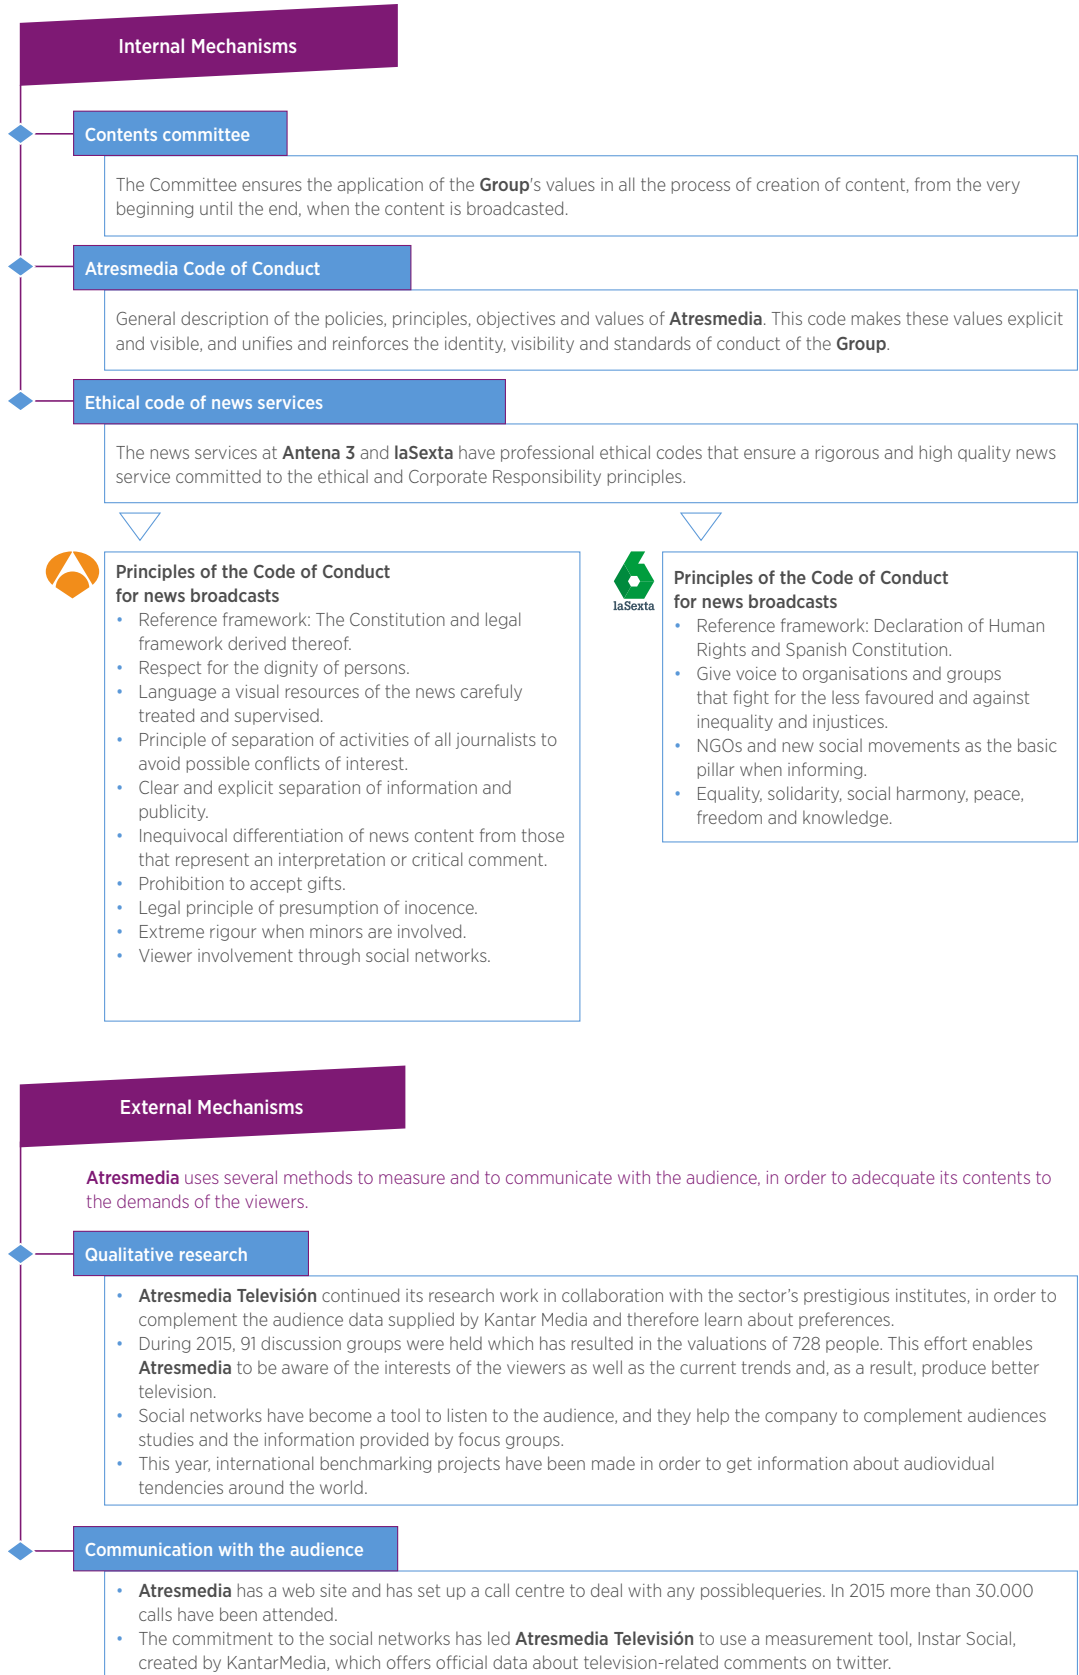 Internal Mechanisms
Contents committee
The Committee ensures the application of the Group's values in all the process of creation of content, from the very
beginning until the end, when the content is broadcasted.
Atresmedia Code of Conduct
General description of the policies, principles, objectives and values of Atresmedia. This code makes these values explicit
and visible, and unifies and reinforces the identity, visibility and standards of conduct of the Group.
Ethical code of news services
The news services at Antena 3 and laSexta have professional ethical codes that ensure a rigorous and high quality news
service committed to the ethical and Corporate Responsibility principles.
Principles of the Code of Conduct
for news broadcasts
• Reference framework: The Constitution and legal
framework derived thereof.
• Respect for the dignity of persons.
• Language a visual resources of the news carefuly
treated and supervised.
• Principle of separation of activities of all journalists to
avoid possible conflicts of interest.
• Clear and explicit separation of information and
publicity.
• Inequivocal differentiation of news content from those
that represent an interpretation or critical comment.
• Prohibition to accept gifts.
• Legal principle of presumption of inocence.
• Extreme rigour when minors are involved.
• Viewer involvement through social networks.
laSexta
Principles of the Code of Conduct
for news broadcasts
• Reference framework: Declaration of Human
Rights and Spanish Constitution.
• Give voice to organisations and groups
that fight for the less favoured and against
inequality and injustices.
• NGOs and new social movements as the basic
pillar when informing.
• Equality, solidarity, social harmony, peace,
freedom and knowledge.
External Mechanisms
Atresmedia uses several methods to measure and to communicate with the audience, in order to adecquate its contents to
the demands of the viewers.
Qualitative research
• Atresmedia Televisión continued its research work in collaboration with the sector’s prestigious institutes, in order to
complement the audience data supplied by Kantar Media and therefore learn about preferences.
• During 2015, 91 discussion groups were held which has resulted in the valuations of 728 people. This effort enables
Atresmedia to be aware of the interests of the viewers as well as the current trends and, as a result, produce better
television.
• Social networks have become a tool to listen to the audience, and they help the company to complement audiences
studies and the information provided by focus groups.
• This year, international benchmarking projects have been made in order to get information about audiovidual
tendencies around the world.
Communication with the audience
• Atresmedia has a web site and has set up a call centre to deal with any possiblequeries. In 2015 more than 30.000
calls have been attended.
• The commitment to the social networks has led Atresmedia Televisión to use a measurement tool, Instar Social,
created by KantarMedia, which offers official data about television-related comments on twitter.